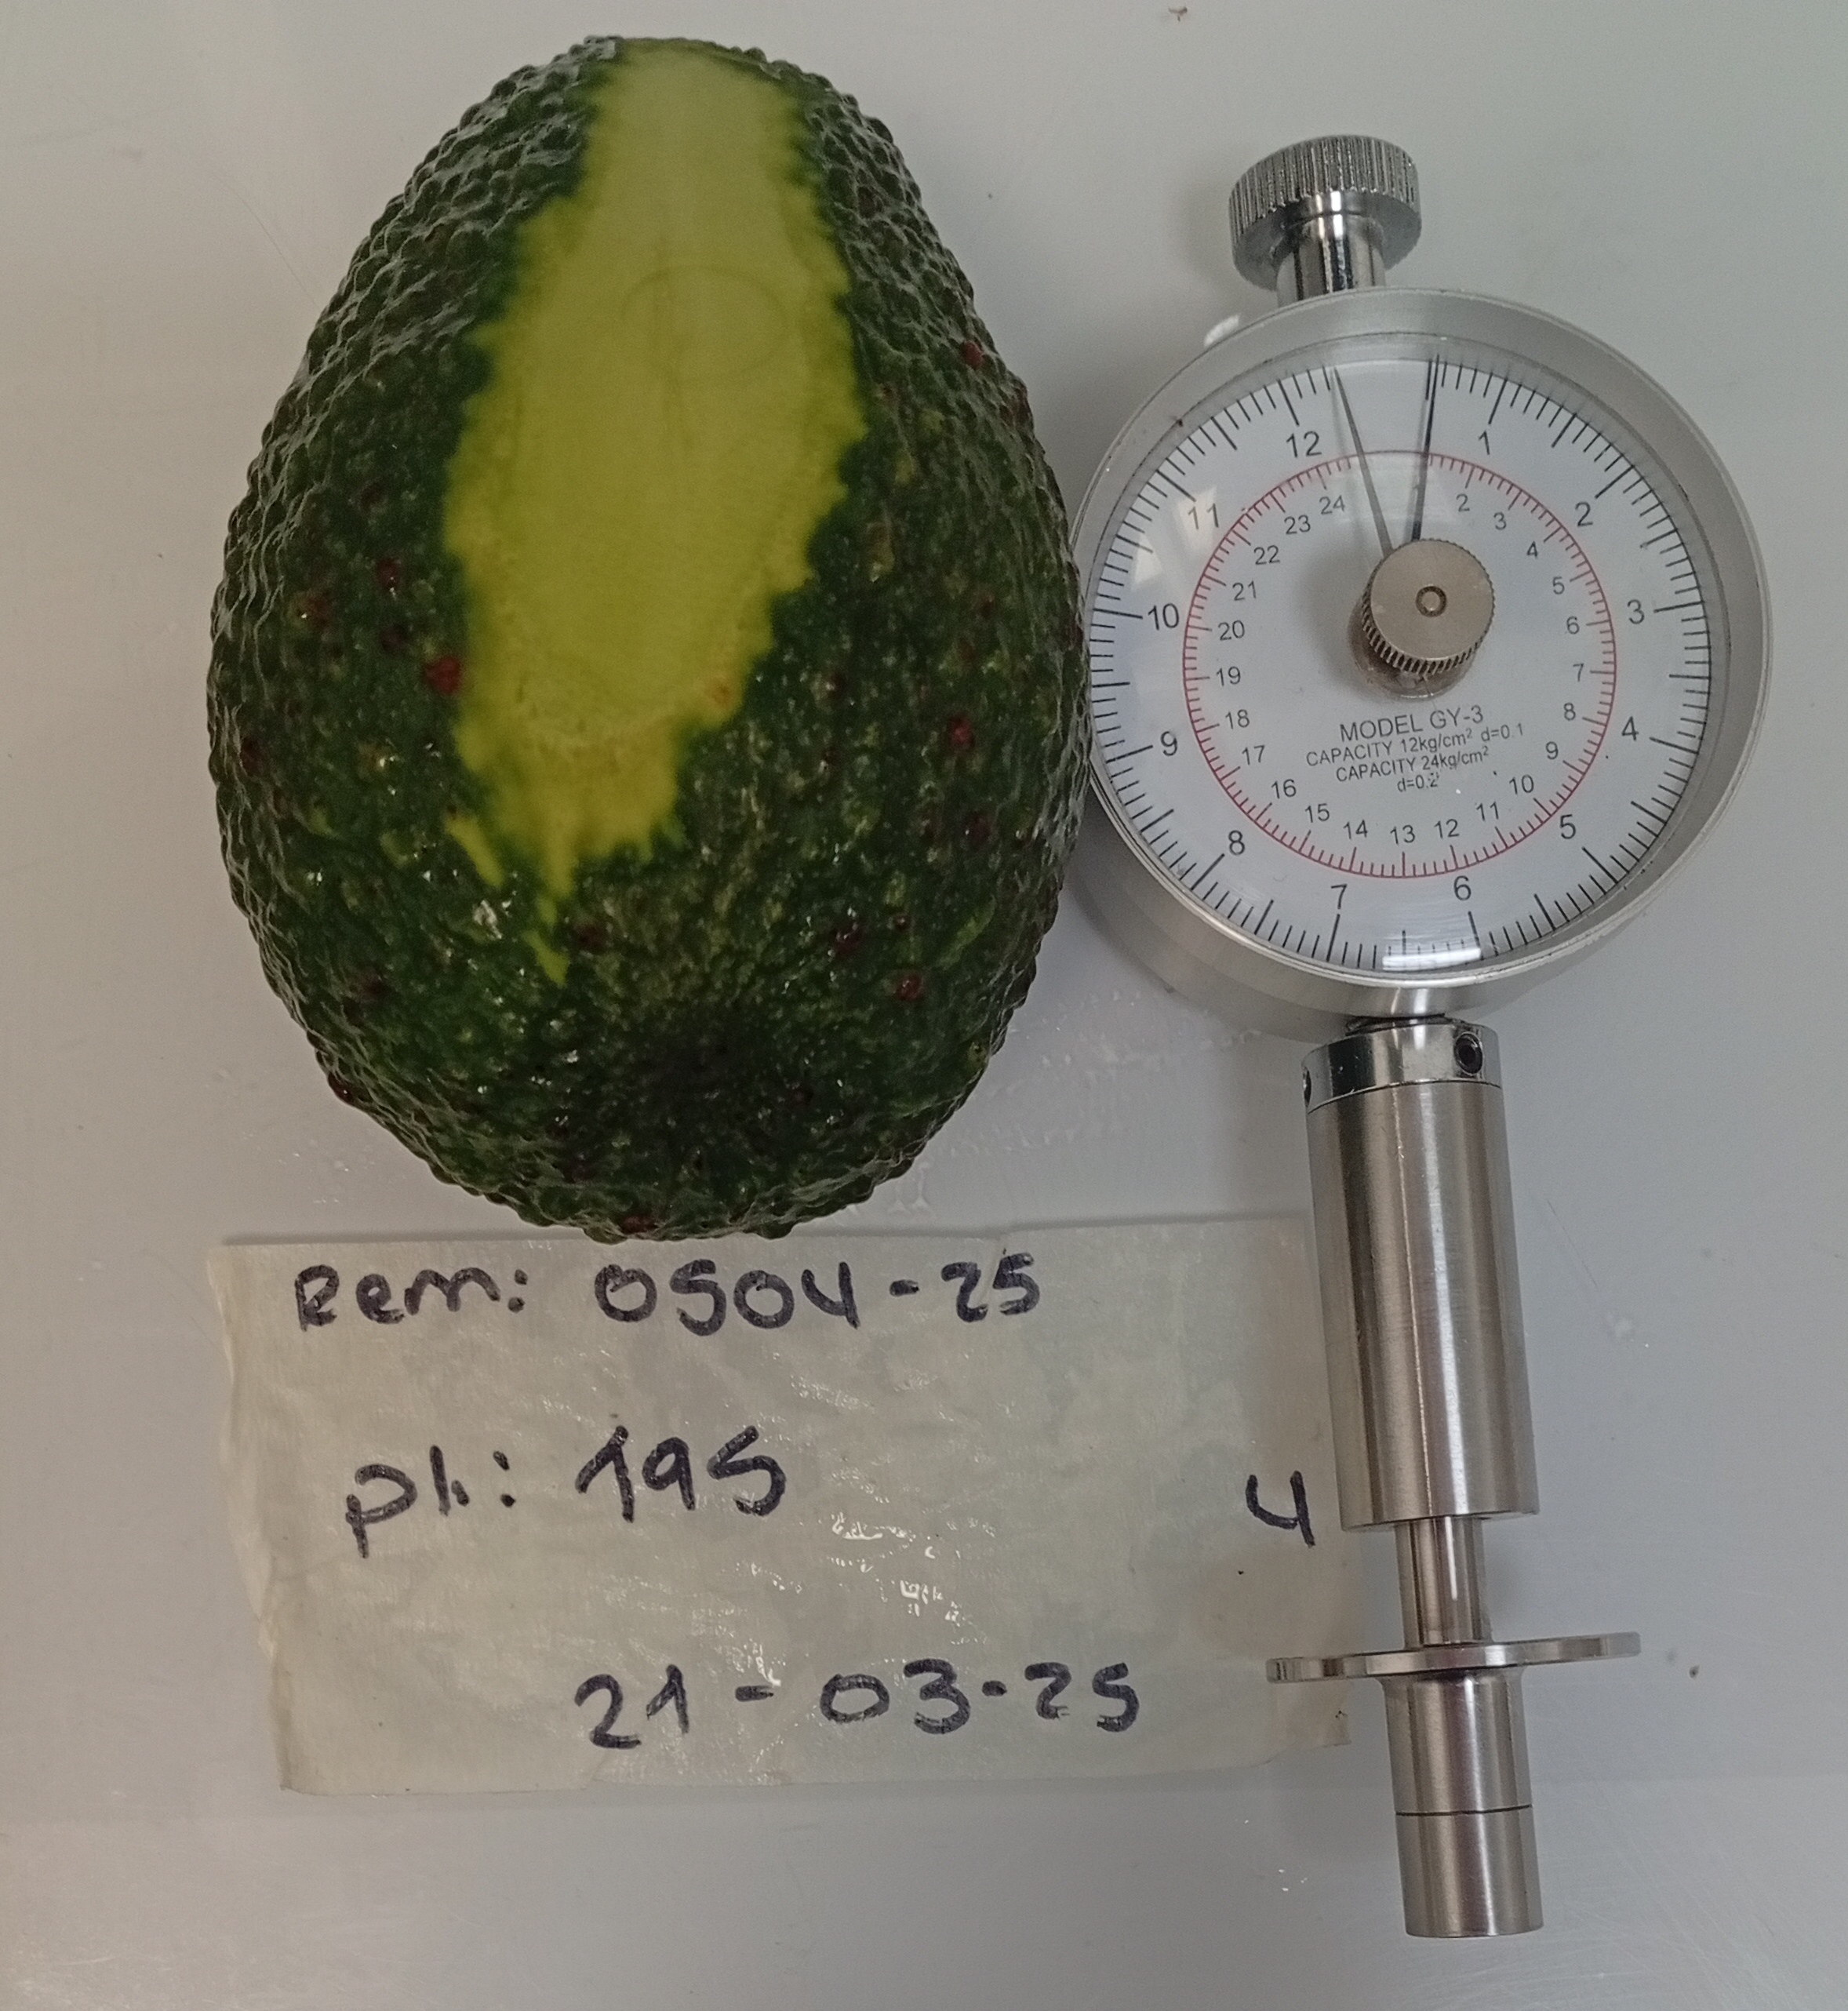 12 1
11 24 2 2
23 3
22 4
21 5
10 20 6 3
19 7
18 8
9 17 9 4
16 10
15 11
14 13 12
8 5
7 6
MODEL GY-3
CAPACITY 12kg/cm² d=0.1
CAPACITY 24kg/cm²
d=0.2
Rem: 0504-25
ph: 195 4
21-03-25